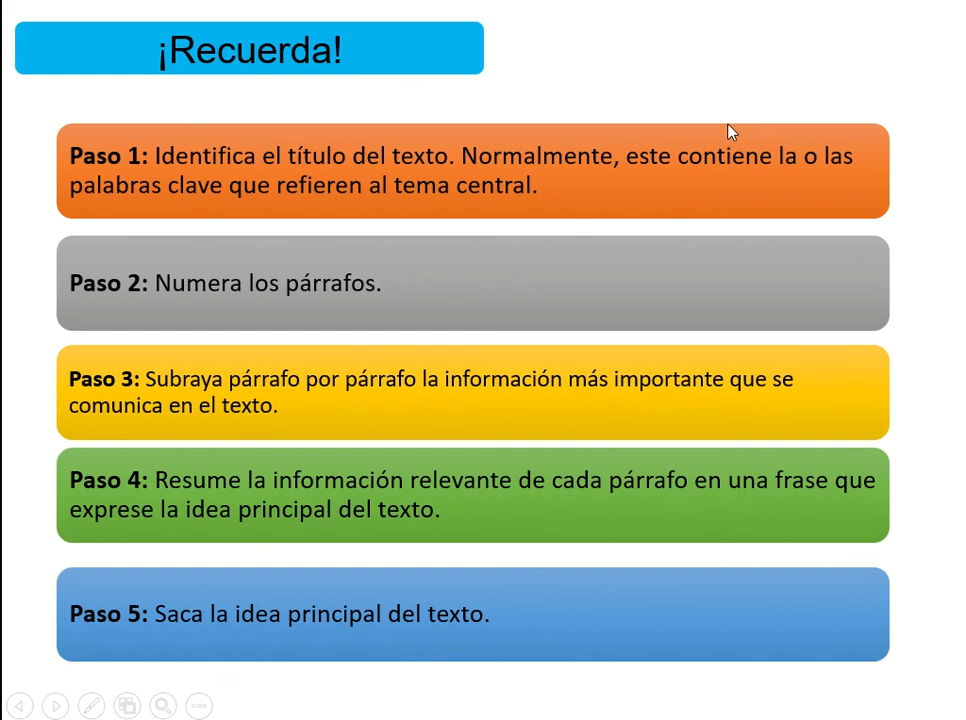 ¡Recuerda!
Paso 1: Identifica el título del texto. Normalmente, este contiene la o las
palabras clave que refieren al tema central.
Paso 2: Numera los párrafos.
Paso 3: Subraya párrafo por párrafo la información más importante que se
comunica en el texto.
Paso 4: Resume la información relevante de cada párrafo en una frase que
exprese la idea principal del texto.
Paso 5: Saca la idea principal del texto.